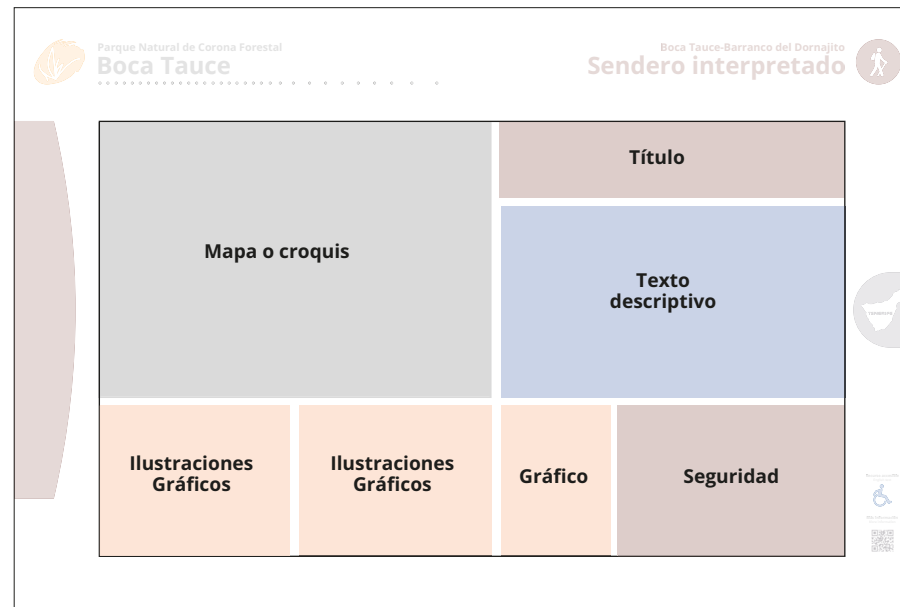 Parque Natural de Corona Forestal
Boca Tauce
Boca Tauce-Barranco del Dornajito
Sendero interpretado
Título
Mapa o croquis
Texto
descriptivo
TENERIFE
Ilustraciones
Gráficos
Ilustraciones
Gráficos
Gráfico
Seguridad